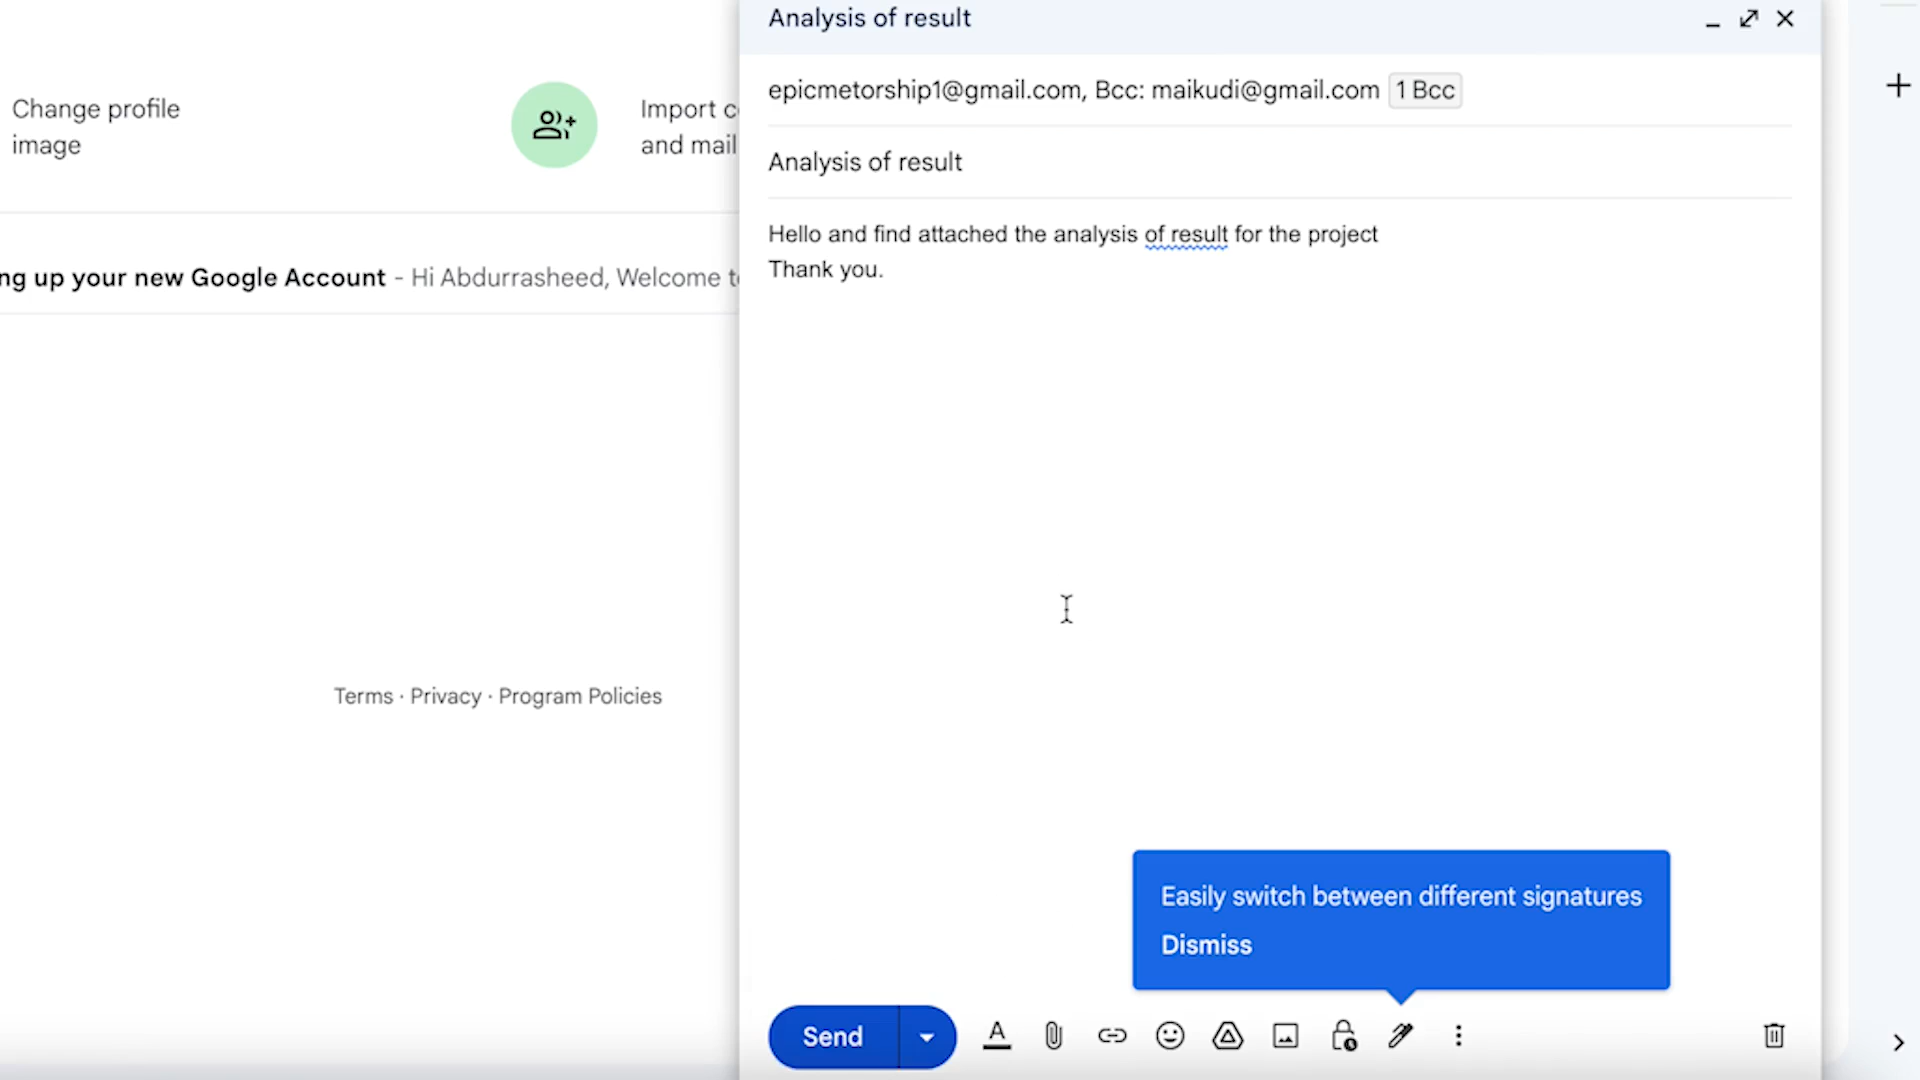 Analysis of result
epicmetorship1@gmail.com, Bcc: maikudi@gmail.com 1 Bcc
Analysis of result
Hello and find attached the analysis of result for the project
Thank you.
Change profile
image
Import
and mail
up your new Google Account - Hi Abdurrasheed, Welcome
Terms · Privacy · Program Policies
Easily switch between different signatures
Dismiss
Send